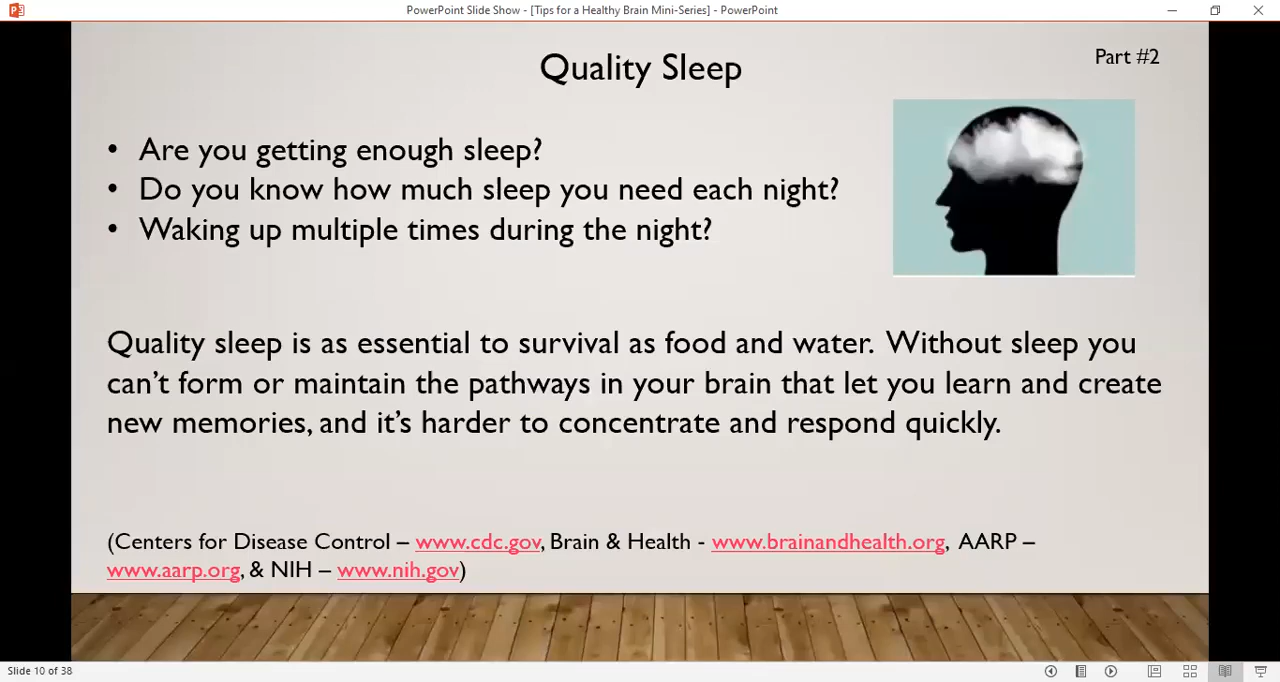 PowerPoint Slide Show - [Tips for a Healthy Brain Mini-Series] - PowerPoint
Quality Sleep
Part #2
• Are you getting enough sleep?
• Do you know how much sleep you need each night?
• Waking up multiple times during the night?
Quality sleep is as essential to survival as food and water. Without sleep you
can't form or maintain the pathways in your brain that let you learn and create
new memories, and it's harder to concentrate and respond quickly.
(Centers for Disease Control – www.cdc.gov, Brain & Health - www.brainandhealth.org, AARP –
www.aarp.org, & NIH – www.nih.gov)
Slide 10 of 38